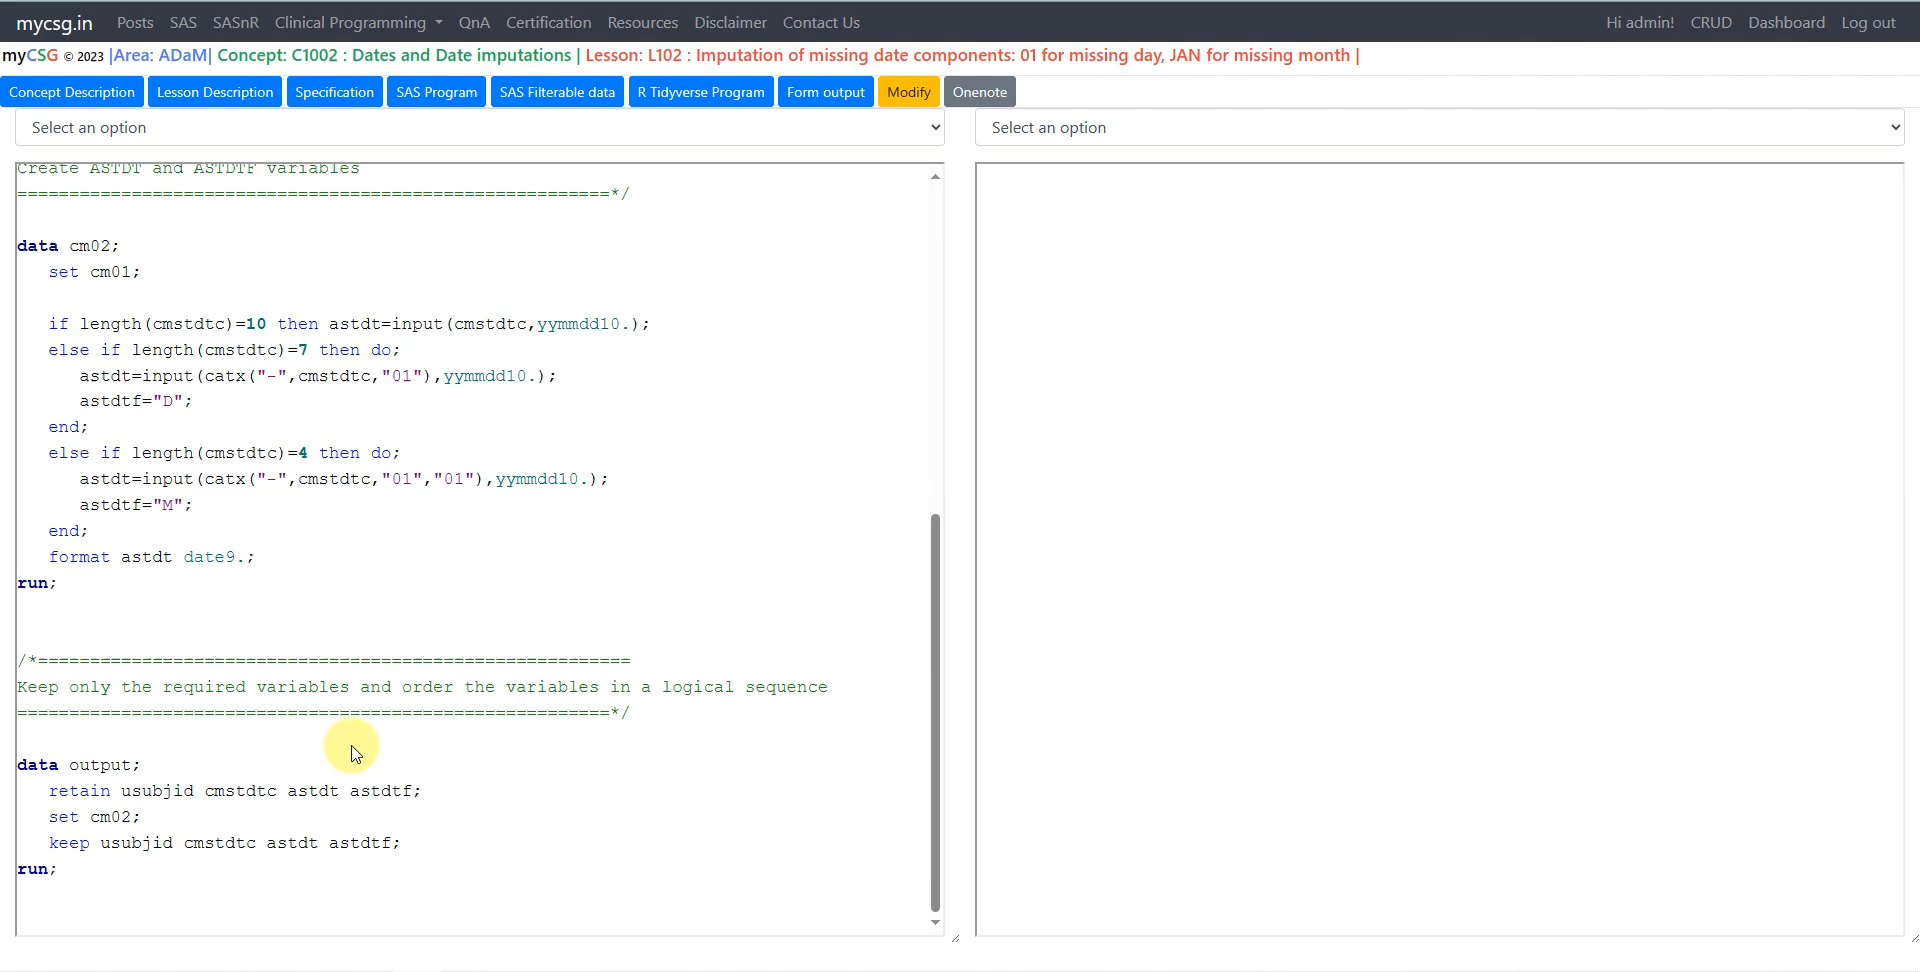 mycsg.in Posts SAS SASnR Clinical Programming QnA Certification Resources Disclaimer Contact Us Hi admin! CRUD Dashboard Log out
myCSG © 2023 |Area: ADaM| Concept: C1002 : Dates and Date imputations | Lesson: L102 : Imputation of missing date components: 01 for missing day, JAN for missing month |
Concept Description Lesson Description Specification SAS Program SAS Filterable data R Tidyverse Program Form output Modify Onenote
Select an option Select an option
Create ASTDT and ASTDTF variables
=========================================================*/
data cm02;
set cm01;
if length(cmstdtc)=10 then astdt=input(cmstdtc,yymmdd10.);
else if length(cmstdtc)=7 then do;
astdt=input(catx("-",cmstdtc,"01"),yymmdd10.);
astdtf="D";
end;
else if length(cmstdtc)=4 then do;
astdt=input(catx("-",cmstdtc,"01","01"),yymmdd10.);
astdtf="M";
end;
format astdt date9.;
run;
/*=========================================================
Keep only the required variables and order the variables in a logical sequence
=========================================================*/
data output;
retain usubjid cmstdtc astdt astdtf;
set cm02;
keep usubjid cmstdtc astdt astdtf;
run;